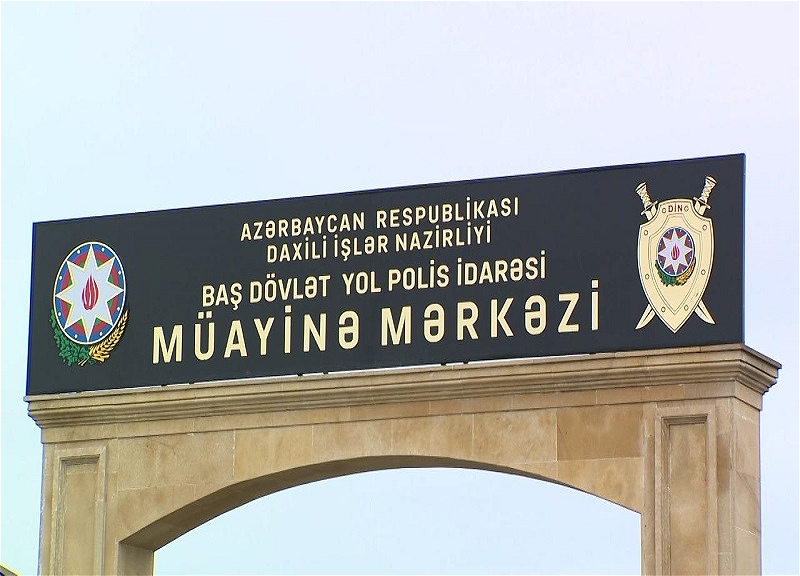 AZƏRBAYCAN RESPUBLİKASI
DAXİLİ İŞLƏR NAZİRLİYİ
BAŞ DÖVLƏT YOL POLİS İDARƏSİ
MÜAYİNƏ MƏRKƏZİ
DİN